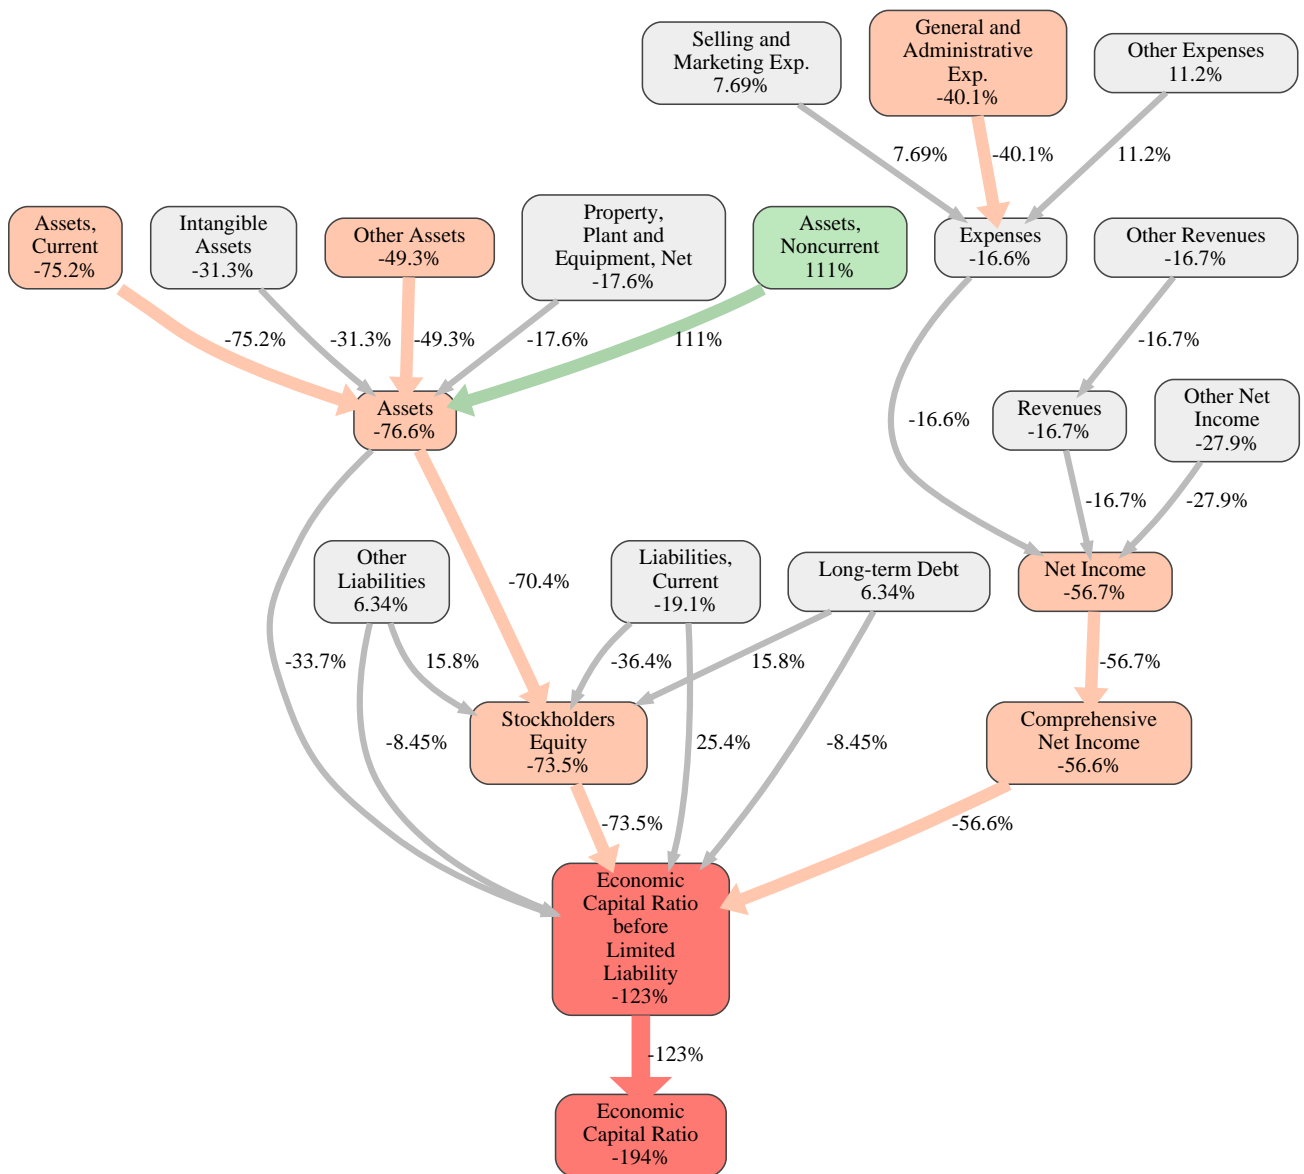 Selling and
Marketing Exp.
7.69%
General and
Administrative
Exp.
-40.1%
Other Expenses
11.2%
7.69%
-40.1%
11.2%
Assets,
Current
-75.2%
Intangible
Assets
-31.3%
Other Assets
-49.3%
Property,
Plant and
Equipment, Net
-17.6%
Assets,
Noncurrent
111%
Expenses
-16.6%
Other Revenues
-16.7%
-75.2%
-31.3%
-49.3%
-17.6%
111%
-16.7%
Assets
-76.6%
-16.6%
Revenues
-16.7%
Other Net
Income
-27.9%
-16.7%
-27.9%
Other
Liabilities
6.34%
-70.4%
Liabilities,
Current
-19.1%
Long-term Debt
6.34%
Net Income
-56.7%
-33.7%
15.8%
-36.4%
15.8%
-56.7%
Stockholders
Equity
-73.5%
Comprehensive
Net Income
-56.6%
-8.45%
25.4%
-8.45%
-73.5%
-56.6%
Economic
Capital Ratio
before
Limited
Liability
-123%
-123%
Economic
Capital Ratio
-194%